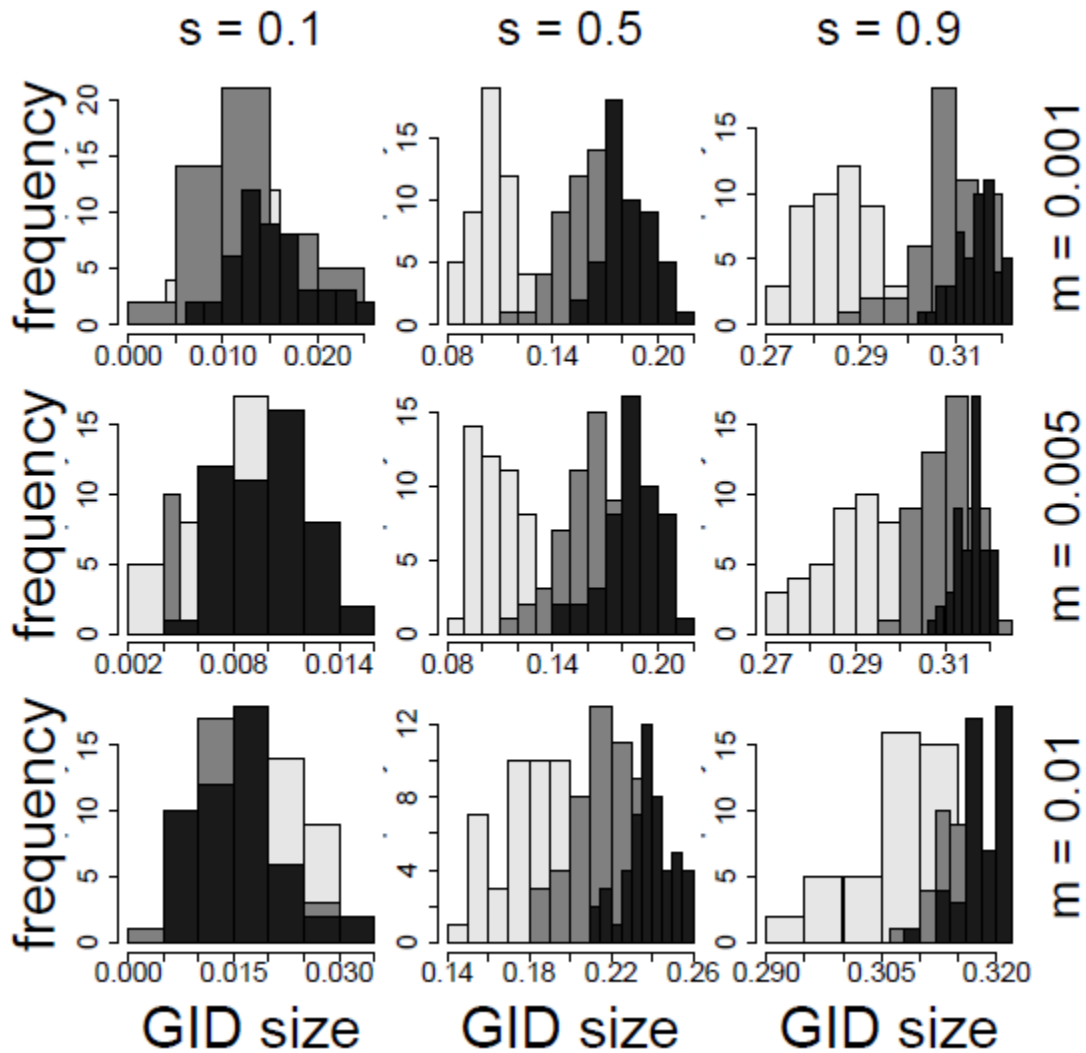 s = 0.1 s = 0.5 s = 0.9
frequency
0 5 10 15 20
0.000 0.010 0.020
0 5 10 15
0.08 0.14 0.20
0 5 10 15
0.27 0.29 0.31
m = 0.001
frequency
0 5 10 15
0.002 0.008 0.014
0 5 10 15
0.08 0.14 0.20
0 5 10 15
0.27 0.29 0.31
m = 0.005
frequency
0 5 10 15
0.000 0.015 0.030
0 4 8 12
0.14 0.18 0.22 0.26
0 5 10 15
0.290 0.305 0.320
m = 0.01
GID size GID size GID size